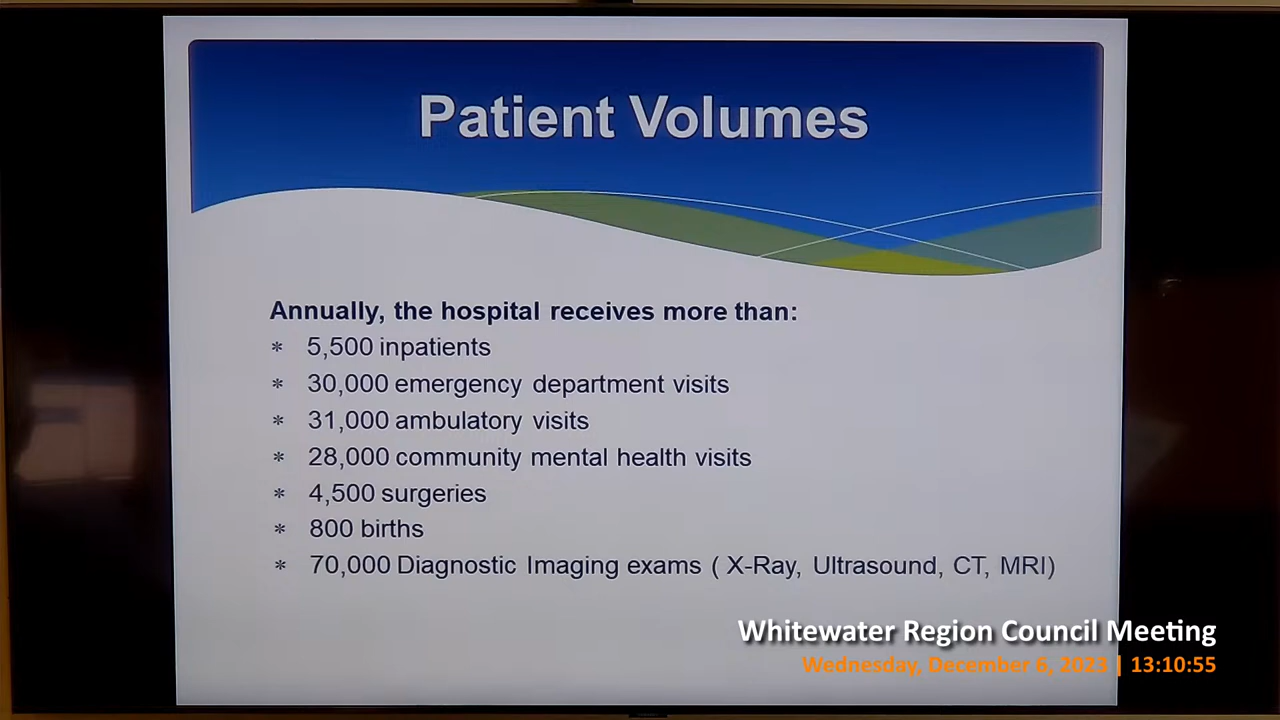 Patient Volumes
Annually, the hospital receives more than:
* 5,500 inpatients
* 30,000 emergency department visits
* 31,000 ambulatory visits
* 28,000 community mental health visits
* 4,500 surgeries
* 800 births
* 70,000 Diagnostic Imaging exams ( X-Ray, Ultrasound, CT, MRI)
Whitewater Region Council Meeting
Wednesday, December 6, 2023 | 13:10:55